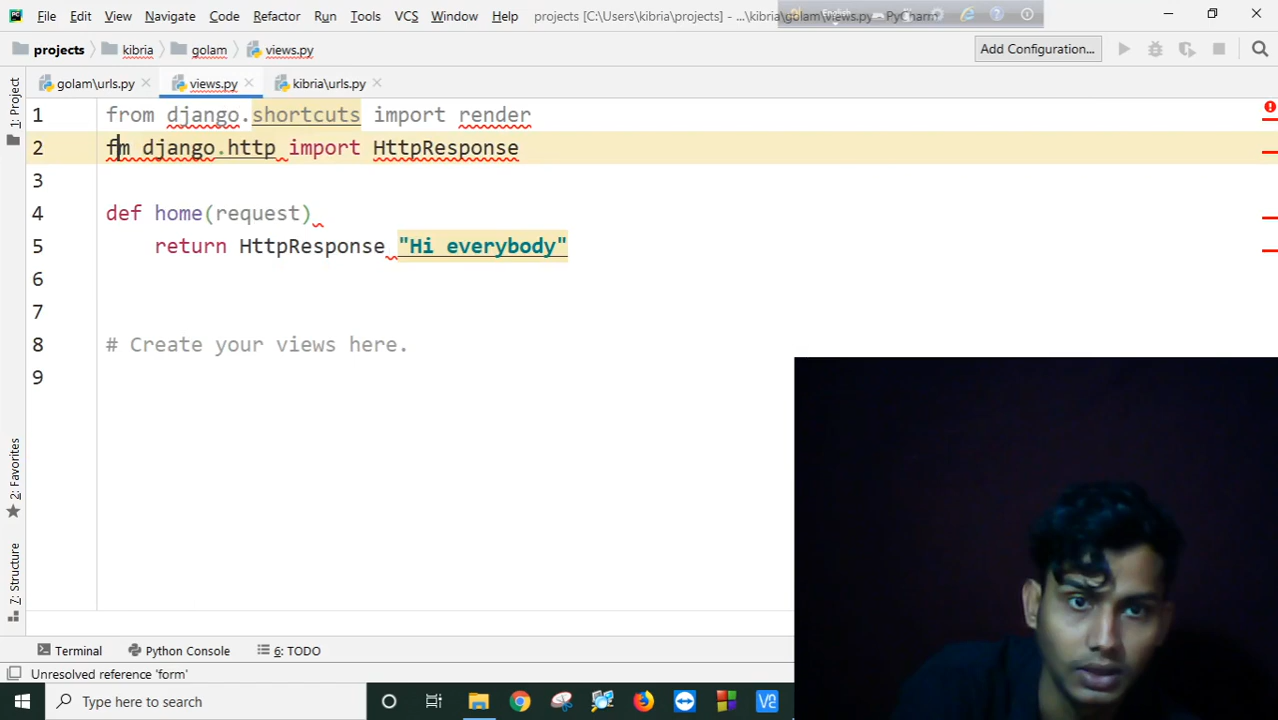 File Edit View Navigate Code Refactor Run Tools VCS Window Help projects [C:\Users\kibria\projects] - ...\kibria\golam\views.py - PyCharm
English
projects kibria golam views.py Add Configuration...
golam\urls.py views.py kibria\urls.py
1: Project
1 from django.shortcuts import render
2 fm django.http import HttpResponse
3
4 def home(request)
5 return HttpResponse "Hi everybody"
6
7
8 # Create your views here.
9
2: Favorites
7: Structure
Terminal Python Console 6: TODO
Unresolved reference 'form'
Type here to search